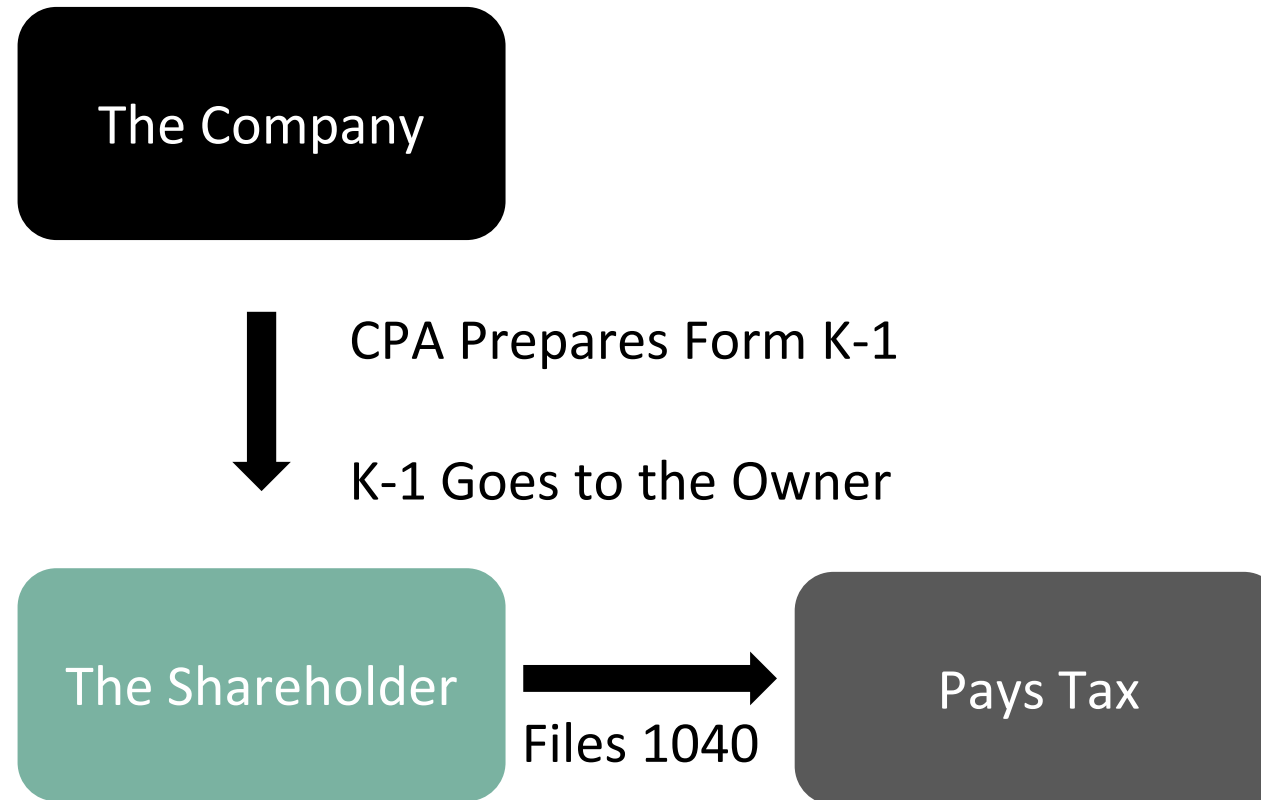 The Company
CPA Prepares Form K-1
K-1 Goes to the Owner
The Shareholder
Files 1040
Pays Tax